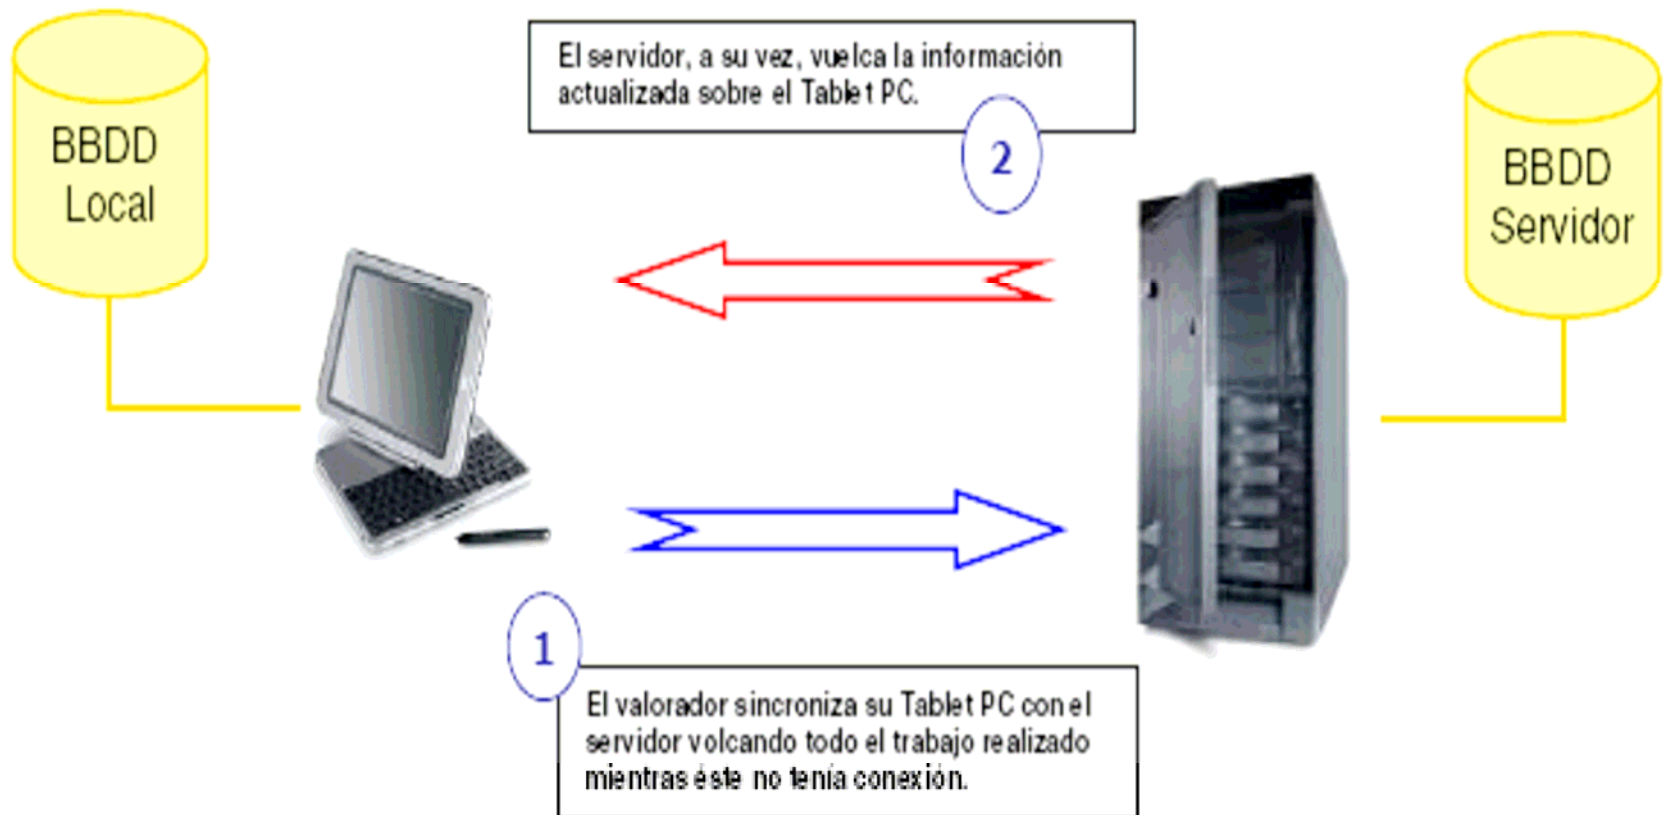 BBDD
Local
El servidor, a su vez, vuelca la información
actualizada sobre el Tablet PC.
2
BBDD
Servidor
1
El valorador sincroniza su Tablet PC con el
servidor volcando todo el trabajo realizado
mientras éste no tenía conexión.